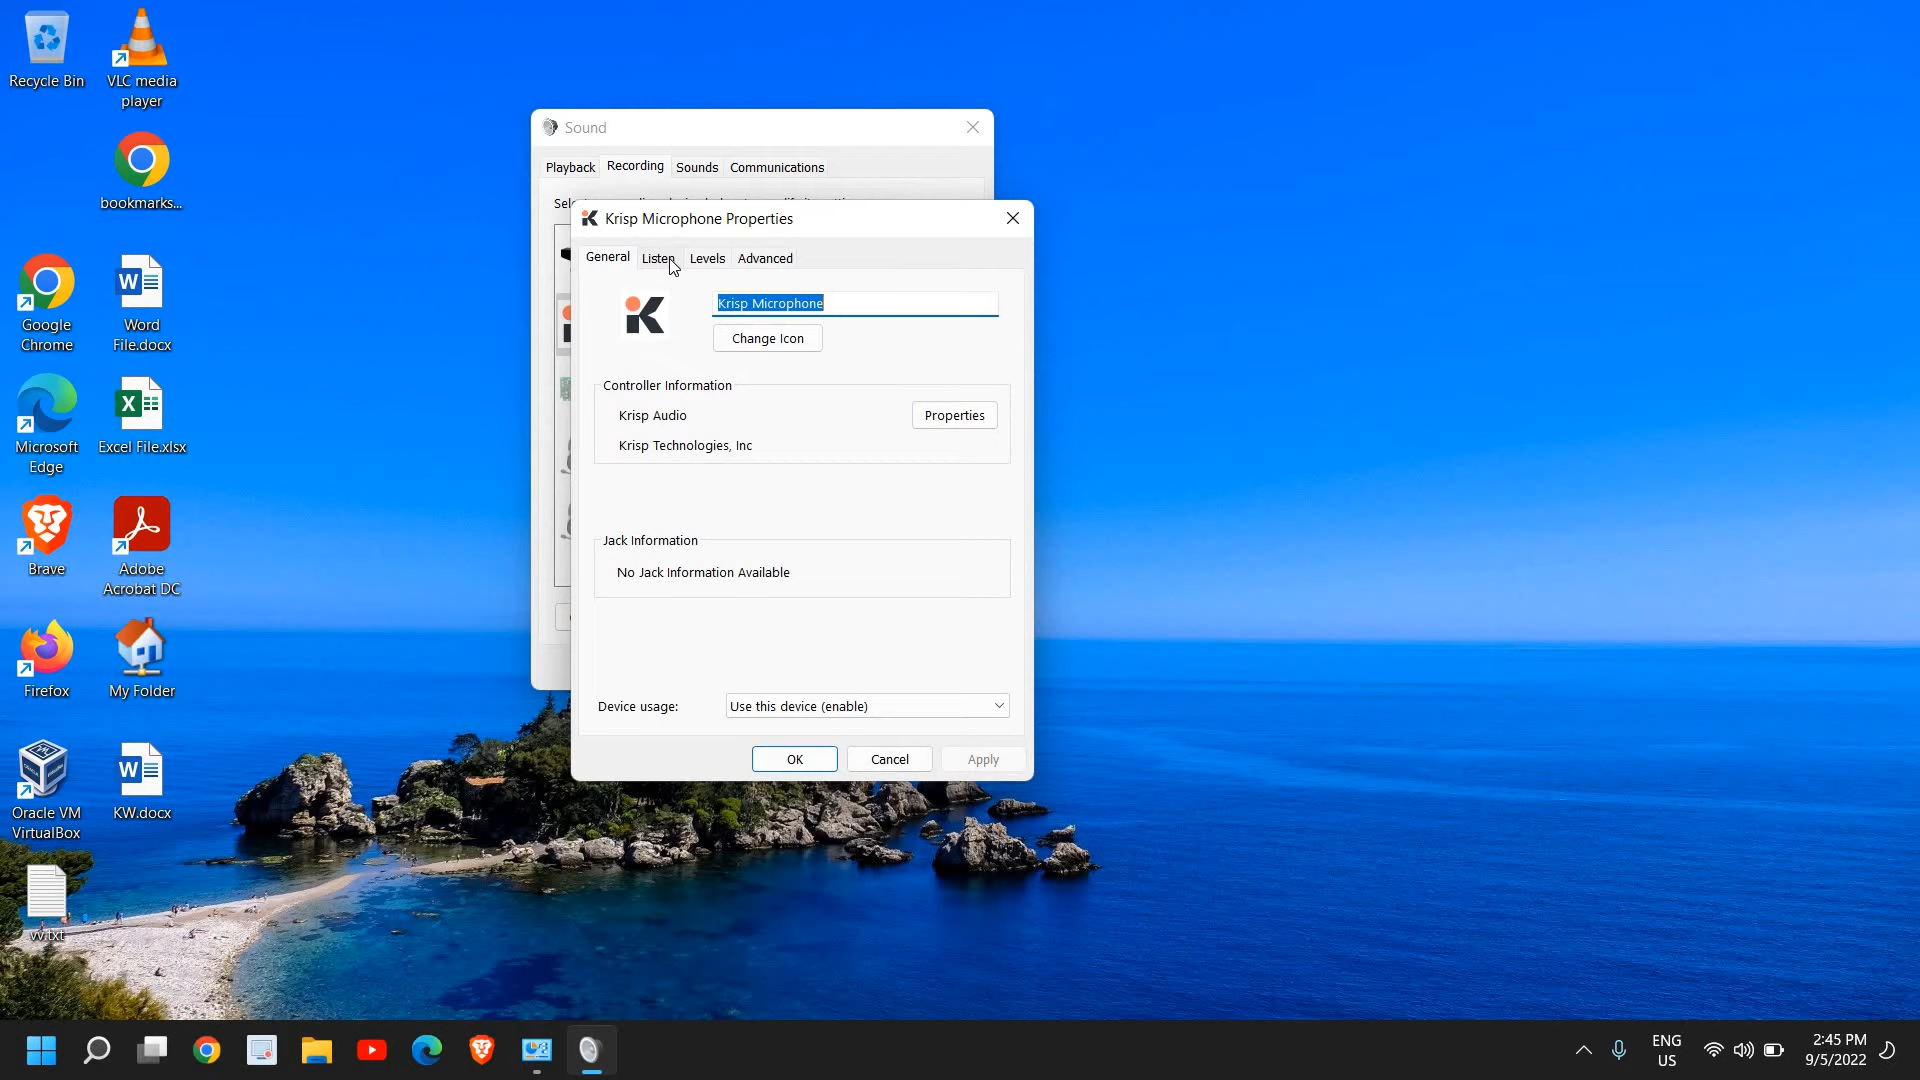 Recycle Bin
VLC media
player
bookmarks...
Google
Chrome
Word
File.docx
Microsoft
Edge
Excel File.xlsx
Brave
Adobe
Acrobat DC
Firefox
My Folder
Oracle VM
VirtualBox
KW.docx
vv.txt
Sound
Playback Recording Sounds Communications
Krisp Microphone Properties
General Listen Levels Advanced
Krisp Microphone
Change Icon
Controller Information
Krisp Audio
Properties
Krisp Technologies, Inc
Jack Information
No Jack Information Available
Device usage: Use this device (enable)
OK Cancel Apply
ENG
US
2:45 PM
9/5/2022